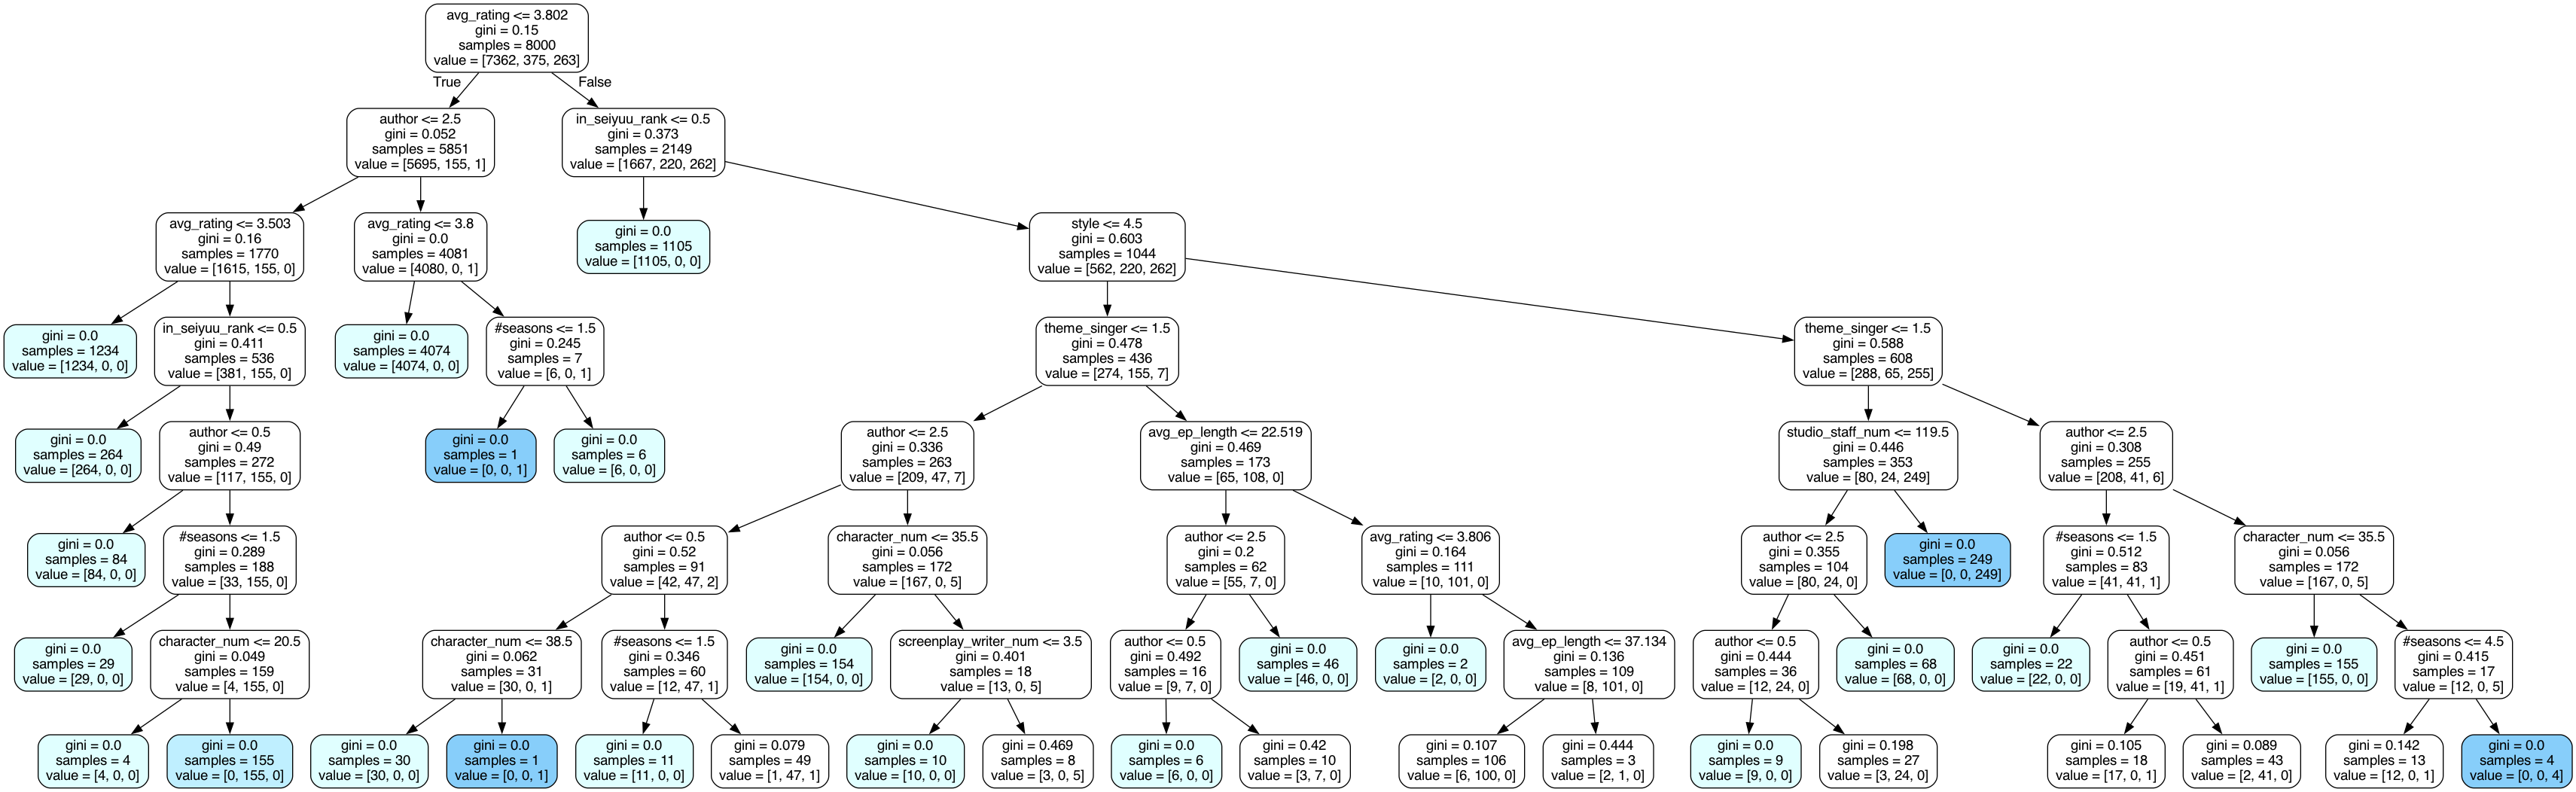 avg_rating <= 3.802
gini = 0.15
samples = 8000
value = [7362, 375, 263]
True
False
author <= 2.5
gini = 0.052
samples = 5851
value = [5695, 155, 1]
in_seiyuu_rank <= 0.5
gini = 0.373
samples = 2149
value = [1667, 220, 262]
avg_rating <= 3.503
gini = 0.16
samples = 1770
value = [1615, 155, 0]
avg_rating <= 3.8
gini = 0.0
samples = 4081
value = [4080, 0, 1]
gini = 0.0
samples = 1105
value = [1105, 0, 0]
style <= 4.5
gini = 0.603
samples = 1044
value = [562, 220, 262]
gini = 0.0
samples = 1234
value = [1234, 0, 0]
in_seiyuu_rank <= 0.5
gini = 0.411
samples = 536
value = [381, 155, 0]
gini = 0.0
samples = 4074
value = [4074, 0, 0]
#seasons <= 1.5
gini = 0.245
samples = 7
value = [6, 0, 1]
theme_singer <= 1.5
gini = 0.478
samples = 436
value = [274, 155, 7]
theme_singer <= 1.5
gini = 0.588
samples = 608
value = [288, 65, 255]
gini = 0.0
samples = 264
value = [264, 0, 0]
author <= 0.5
gini = 0.49
samples = 272
value = [117, 155, 0]
gini = 0.0
samples = 1
value = [0, 0, 1]
gini = 0.0
samples = 6
value = [6, 0, 0]
author <= 2.5
gini = 0.336
samples = 263
value = [209, 47, 7]
avg_ep_length <= 22.519
gini = 0.469
samples = 173
value = [65, 108, 0]
studio_staff_num <= 119.5
gini = 0.446
samples = 353
value = [80, 24, 249]
author <= 2.5
gini = 0.308
samples = 255
value = [208, 41, 6]
gini = 0.0
samples = 84
value = [84, 0, 0]
#seasons <= 1.5
gini = 0.289
samples = 188
value = [33, 155, 0]
author <= 0.5
gini = 0.52
samples = 91
value = [42, 47, 2]
character_num <= 35.5
gini = 0.056
samples = 172
value = [167, 0, 5]
author <= 2.5
gini = 0.2
samples = 62
value = [55, 7, 0]
avg_rating <= 3.806
gini = 0.164
samples = 111
value = [10, 101, 0]
author <= 2.5
gini = 0.355
samples = 104
value = [80, 24, 0]
gini = 0.0
samples = 249
value = [0, 0, 249]
#seasons <= 1.5
gini = 0.512
samples = 83
value = [41, 41, 1]
character_num <= 35.5
gini = 0.056
samples = 172
value = [167, 0, 5]
gini = 0.0
samples = 29
value = [29, 0, 0]
character_num <= 20.5
gini = 0.049
samples = 159
value = [4, 155, 0]
character_num <= 38.5
gini = 0.062
samples = 31
value = [30, 0, 1]
#seasons <= 1.5
gini = 0.346
samples = 60
value = [12, 47, 1]
gini = 0.0
samples = 154
value = [154, 0, 0]
screenplay_writer_num <= 3.5
gini = 0.401
samples = 18
value = [13, 0, 5]
author <= 0.5
gini = 0.492
samples = 16
value = [9, 7, 0]
gini = 0.0
samples = 46
value = [46, 0, 0]
gini = 0.0
samples = 2
value = [2, 0, 0]
avg_ep_length <= 37.134
gini = 0.136
samples = 109
value = [8, 101, 0]
author <= 0.5
gini = 0.444
samples = 36
value = [12, 24, 0]
gini = 0.0
samples = 68
value = [68, 0, 0]
gini = 0.0
samples = 22
value = [22, 0, 0]
author <= 0.5
gini = 0.451
samples = 61
value = [19, 41, 1]
gini = 0.0
samples = 155
value = [155, 0, 0]
#seasons <= 4.5
gini = 0.415
samples = 17
value = [12, 0, 5]
gini = 0.0
samples = 4
value = [4, 0, 0]
gini = 0.0
samples = 155
value = [0, 155, 0]
gini = 0.0
samples = 30
value = [30, 0, 0]
gini = 0.0
samples = 1
value = [0, 0, 1]
gini = 0.0
samples = 11
value = [11, 0, 0]
gini = 0.079
samples = 49
value = [1, 47, 1]
gini = 0.0
samples = 10
value = [10, 0, 0]
gini = 0.469
samples = 8
value = [3, 0, 5]
gini = 0.0
samples = 6
value = [6, 0, 0]
gini = 0.42
samples = 10
value = [3, 7, 0]
gini = 0.107
samples = 106
value = [6, 100, 0]
gini = 0.444
samples = 3
value = [2, 1, 0]
gini = 0.0
samples = 9
value = [9, 0, 0]
gini = 0.198
samples = 27
value = [3, 24, 0]
gini = 0.105
samples = 18
value = [17, 0, 1]
gini = 0.089
samples = 43
value = [2, 41, 0]
gini = 0.142
samples = 13
value = [12, 0, 1]
gini = 0.0
samples = 4
value = [0, 0, 4]